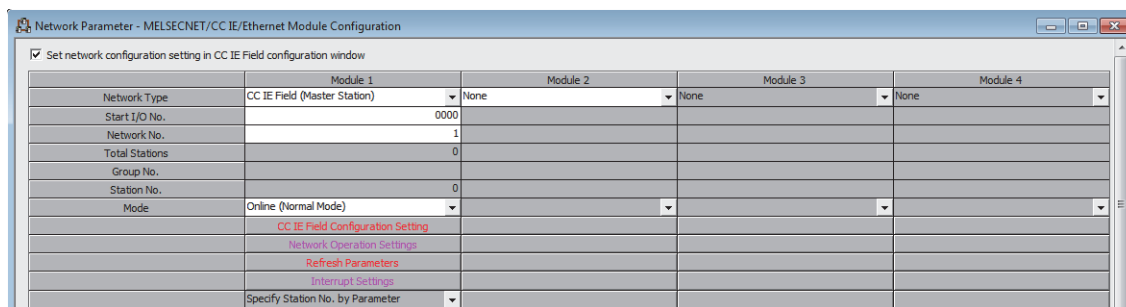 Network Parameter - MELSECNET/CC IE/Ethernet Module Configuration
Set network configuration setting in CC IE Field configuration window
Module 1 Module 2 Module 3 Module 4
Network Type CC IE Field (Master Station) None None None
Start I/O No. 0000
Network No. 1
Total Stations 0
Group No.
Station No. 0
Mode Online (Normal Mode)
CC IE Field Configuration Setting
Network Operation Settings
Refresh Parameters
Interrupt Settings
Specify Station No. by Parameter